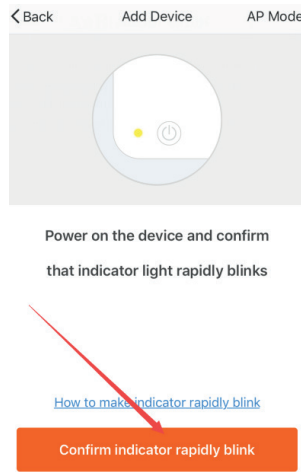 Back Add Device AP Mode
Power on the device and confirm
that indicator light rapidly blinks
How to make indicator rapidly blink
Confirm indicator rapidly blink